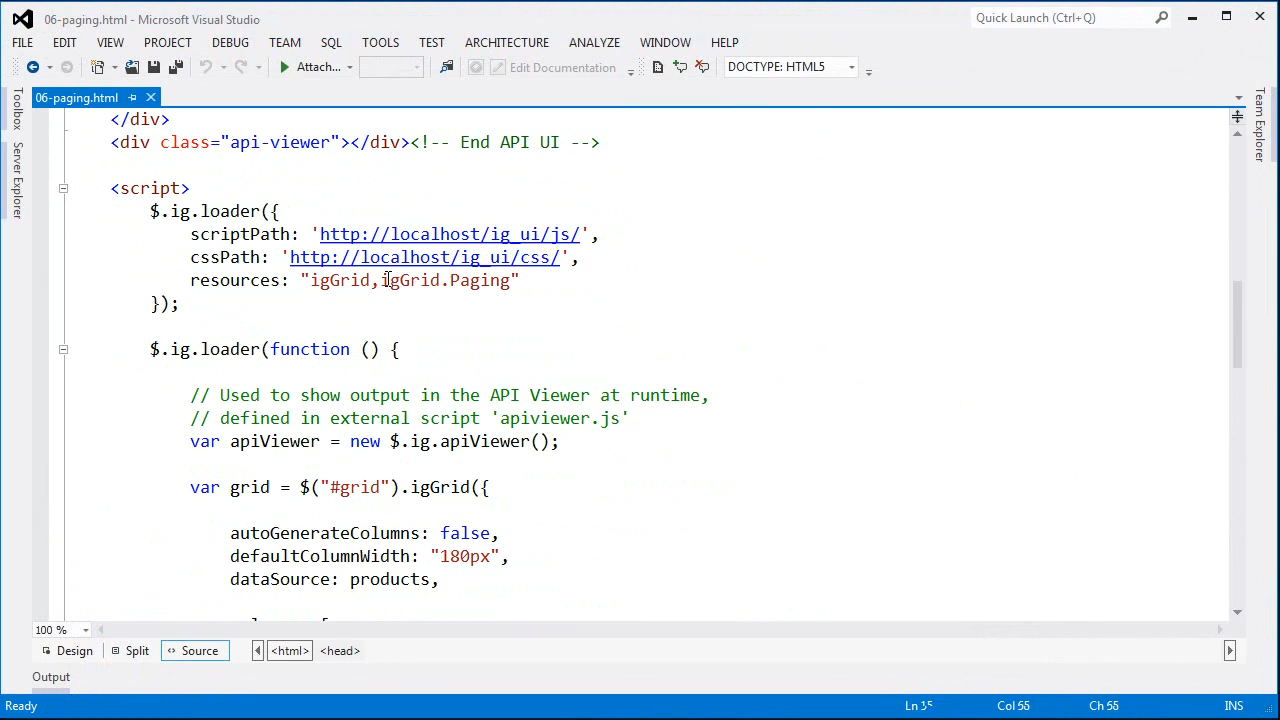 06-paging.html - Microsoft Visual Studio
Quick Launch (Ctrl+Q)
FILE EDIT VIEW PROJECT DEBUG TEAM SQL TOOLS TEST ARCHITECTURE ANALYZE WINDOW HELP
Attach... Edit Documentation DOCTYPE: HTML5
06-paging.html
Toolbox
Server Explorer
Team Explorer
</div>
<div class="api-viewer"></div><!-- End API UI -->
<script>
$.ig.loader({
scriptPath: 'http://localhost/ig_ui/js/',
cssPath: 'http://localhost/ig_ui/css/',
resources: "igGrid,igGrid.Paging"
});
$.ig.loader(function () {
// Used to show output in the API Viewer at runtime,
// defined in external script 'apiviewer.js'
var apiViewer = new $.ig.apiViewer();
var grid = $("#grid").igGrid({
autoGenerateColumns: false,
defaultColumnWidth: "180px",
dataSource: products,
100 %
Design Split Source <html> <head>
Output
Ready Ln 35 Col 55 Ch 55 INS